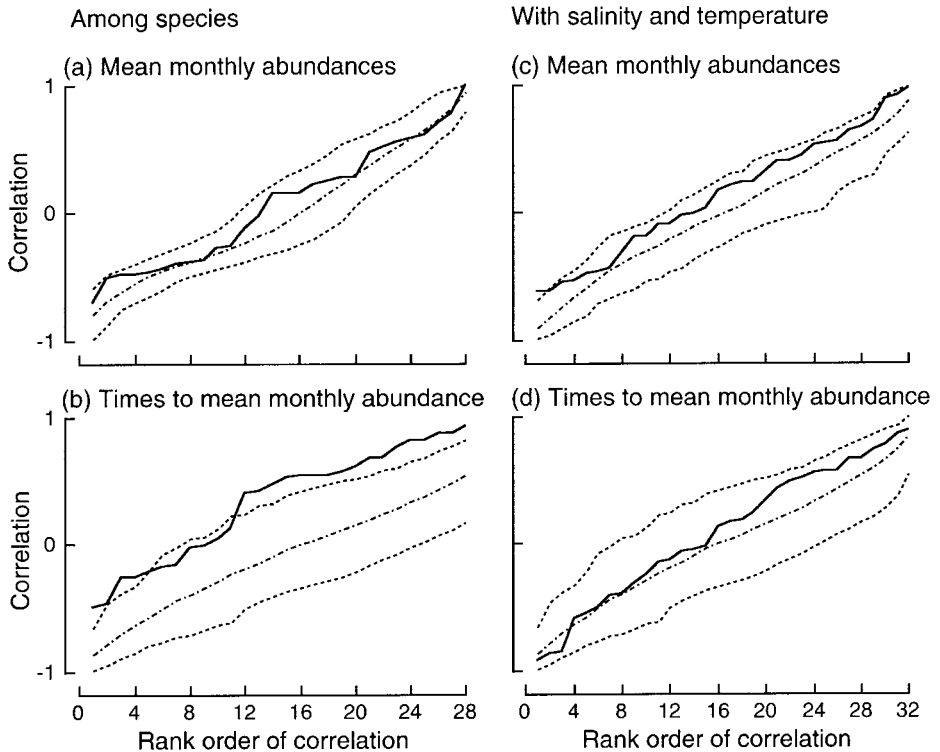 Among species
With salinity and temperature
(a) Mean monthly abundances
(c) Mean monthly abundances
1
0
-1
Correlation
(b) Times to mean monthly abundance
(d) Times to mean monthly abundance
1
0
-1
Correlation
0 4 8 12 16 20 24 28
0 4 8 12 16 20 24 28 32
Rank order of correlation
Rank order of correlation